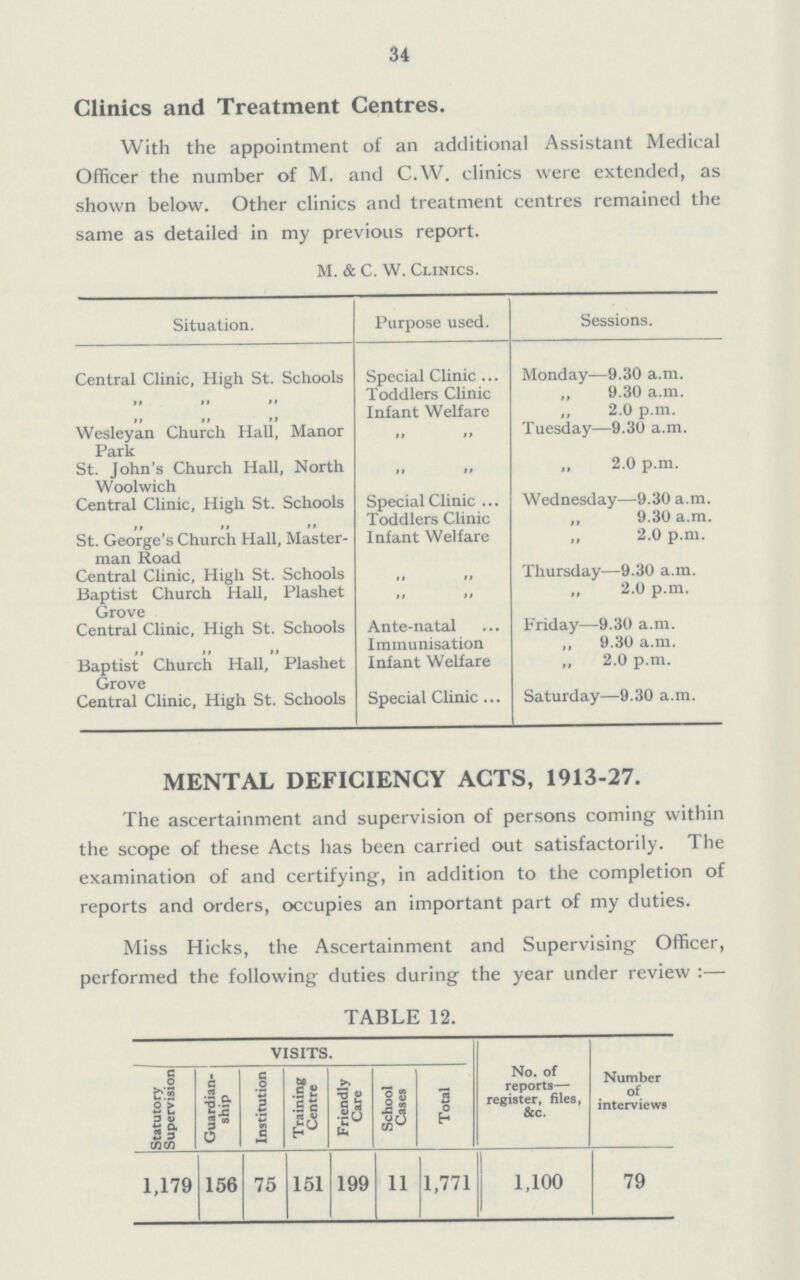 34
Clinics and Treatment Centres.
With the appointment of an additional Assistant Medical
Officer the number of M. and C.W. clinics were extended, as
shown below. Other clinics and treatment centres remained the
same as detailed in my previous report.
M. & C. W. Clinics.
Situation. Purpose used. Sessions.
Central Clinic, High St. Schools Special Clinic ... Monday—9.30 a.m.
,, ,, ,, Toddlers Clinic ,, 9.30 a.m.
,, ,, ,, Infant Welfare ,, 2.0 p.m.
Wesleyan Church Hall, Manor ,, ,, Tuesday—9.30 a.m.
Park
St. John's Church Hall, North ,, ,, ,, 2.0 p.m.
Woolwich
Central Clinic, High St. Schools Special Clinic ... Wednesday—9.30 a.m.
,, ,, ,, Toddlers Clinic ,, 9.30 a.m.
St. George's Church Hall, Master- Infant Welfare ,, 2.0 p.m.
man Road
Central Clinic, High St. Schools ,, ,, Thursday—9.30 a.m.
Baptist Church Hall, Plashet ,, ,, ,, 2.0 p.m.
Grove
Central Clinic, High St. Schools Ante-natal ... Friday—9.30 a.m.
,, ,, ,, Immunisation ,, 9.30 a.m.
Baptist Church Hall, Plashet Infant Welfare ,, 2.0 p.m.
Grove
Central Clinic, High St. Schools Special Clinic ... Saturday—9.30 a.m.
MENTAL DEFICIENCY ACTS, 1913-27.
The ascertainment and supervision of persons coming within
the scope of these Acts has been carried out satisfactorily. The
examination of and certifying, in addition to the completion of
reports and orders, occupies an important part of my duties.
Miss Hicks, the Ascertainment and Supervising Officer,
performed the following duties during the year under review :—
TABLE 12.
VISITS.
Statutory Supervision
Guardian-ship
Institution
Training Centre
Friendly Care
School Cases
Total
No. of
reports—
register, files,
&c.
Number
of
interviews
1,179 156 75 151 199 11 1,771 1,100 79